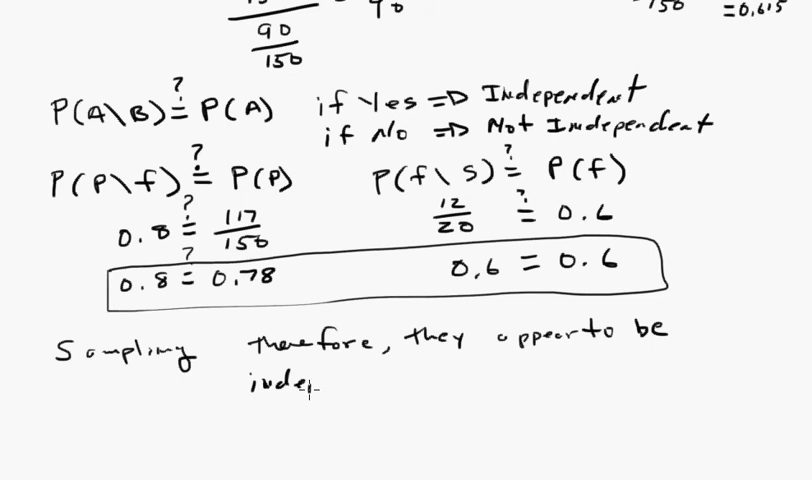 90
150
150 =0.615
P(A\B) ≟ P(A) if Yes => Independent
if No => Not Independent
P(P\f) ≟ P(P) P(f\S) ≟ P(f)
0.8 ≟ 117/150 12/20 ≟ 0.6
0.8 ≟ 0.78 0.6 = 0.6
Sampling therefore, they appear to be
inde